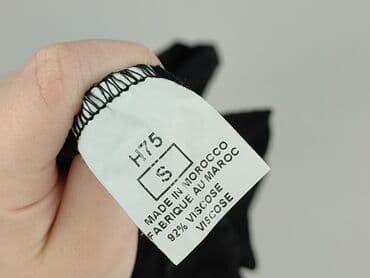 H75
S
MADE IN MOROCCO
FABRIQUE AU MAROC
92% VISCOSE
VISCOSE